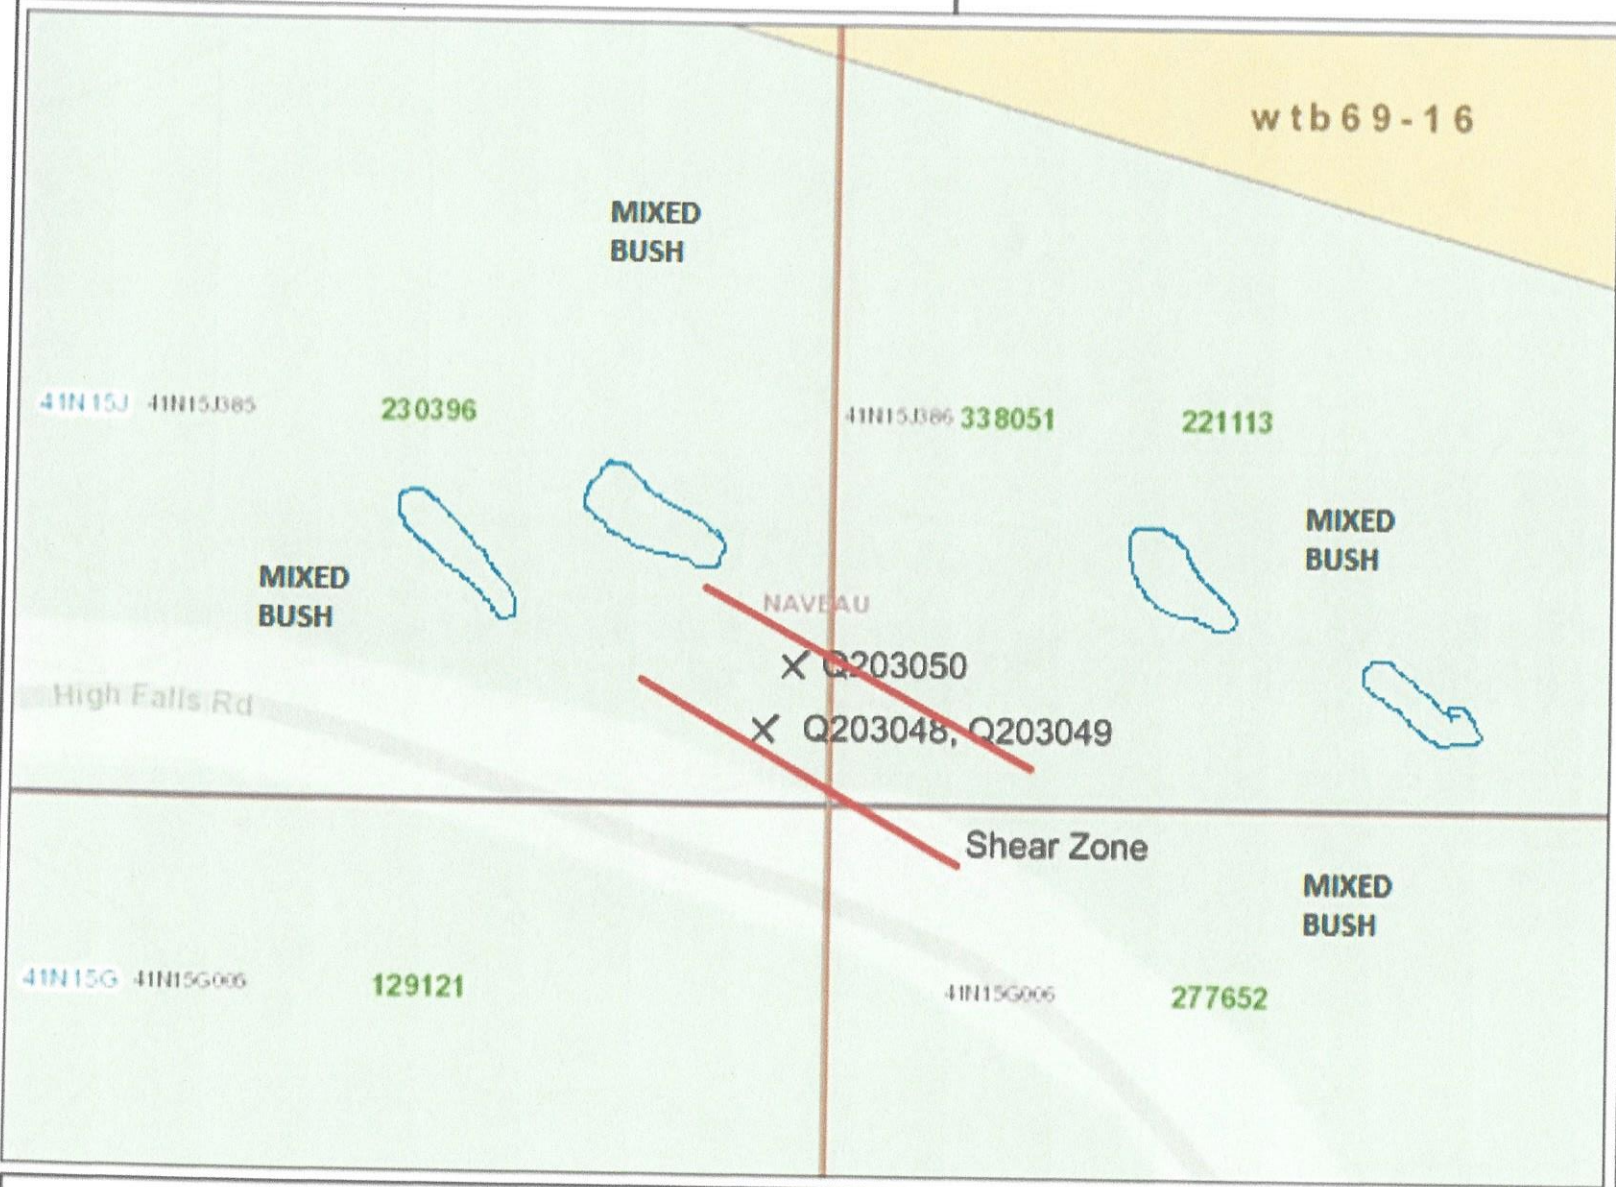 wtb69-16
MIXED
BUSH
41N15J 41N15J385 230396
41N15J386 338051 221113
MIXED
BUSH
MIXED
BUSH
NAVEAU
Q203050
High Falls Rd
Q203048, Q203049
Shear Zone
MIXED
BUSH
41N15G 129121
41N15G006 277652